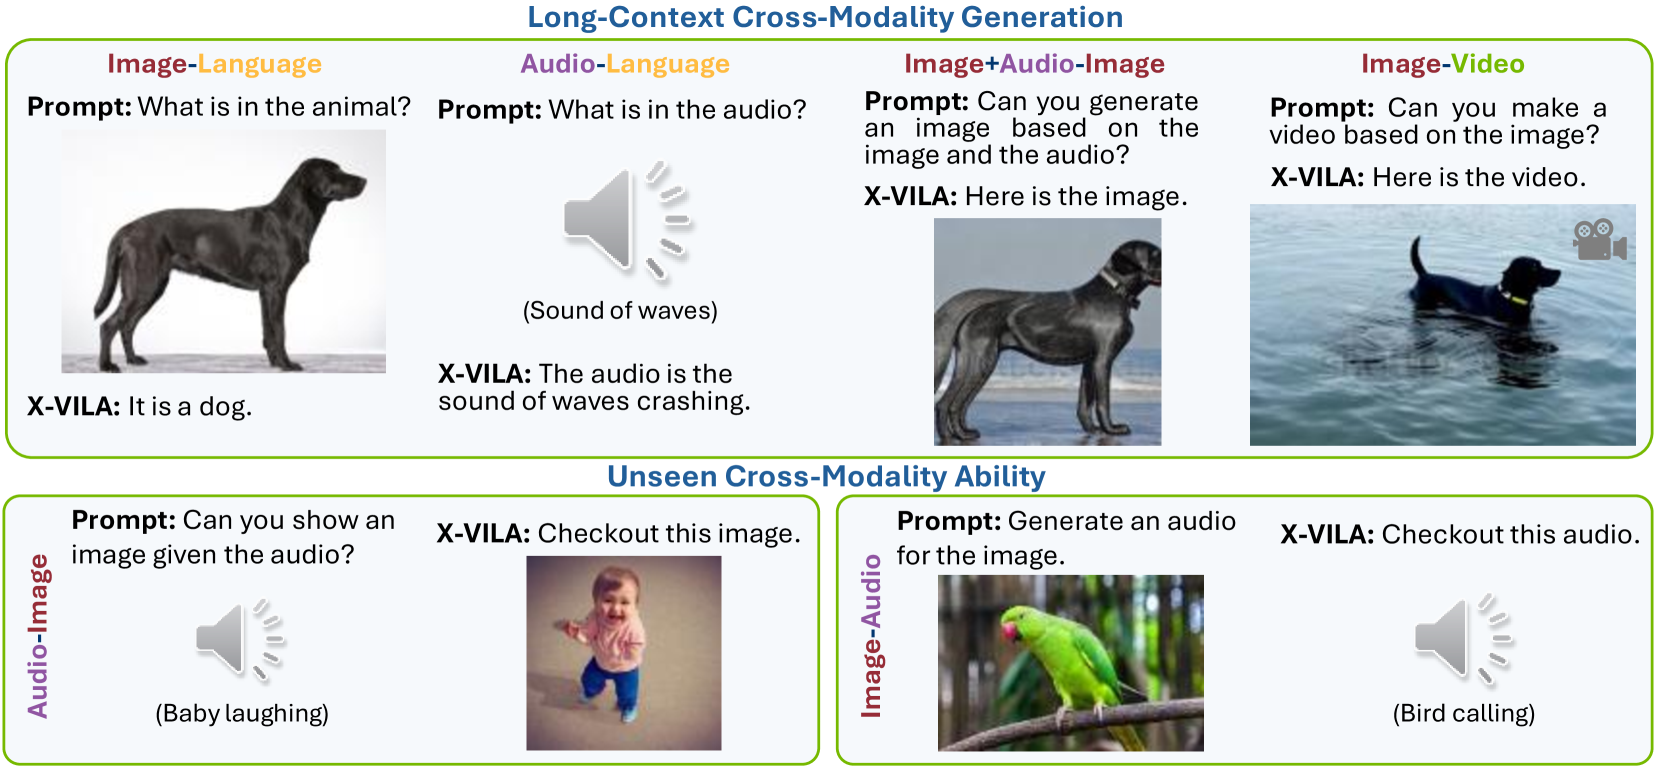 Long-Context Cross-Modality Generation
Image-Language
Prompt: What is in the animal?
X-VILA: It is a dog.
Audio-Language
Prompt: What is in the audio?
(Sound of waves)
X-VILA: The audio is the
sound of waves crashing.
Image+Audio-Image
Prompt: Can you generate
an image based on the
image and the audio?
X-VILA: Here is the image.
Image-Video
Prompt: Can you make a
video based on the image?
X-VILA: Here is the video.
Unseen Cross-Modality Ability
Audio-Image
Prompt: Can you show an
image given the audio?
(Baby laughing)
X-VILA: Checkout this image.
Image-Audio
Prompt: Generate an audio
for the image.
X-VILA: Checkout this audio.
(Bird calling)